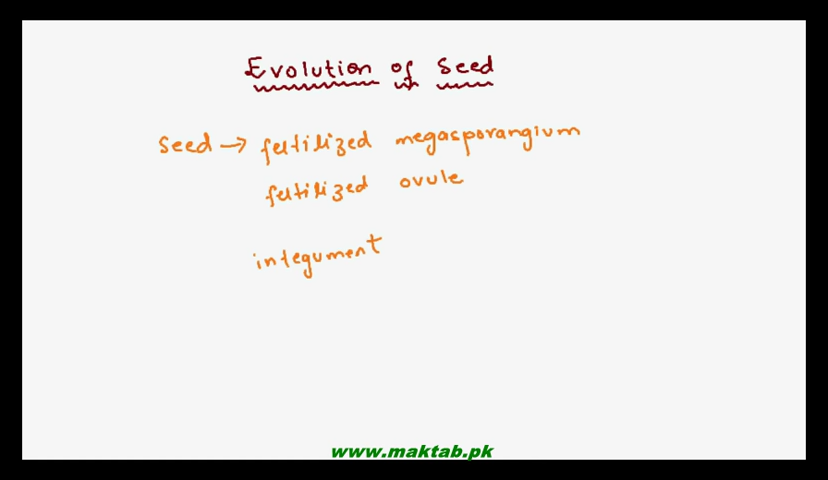 Evolution of Seed
Seed → fertilized megasporangium
fertilized ovule
integument
www.maktab.pk